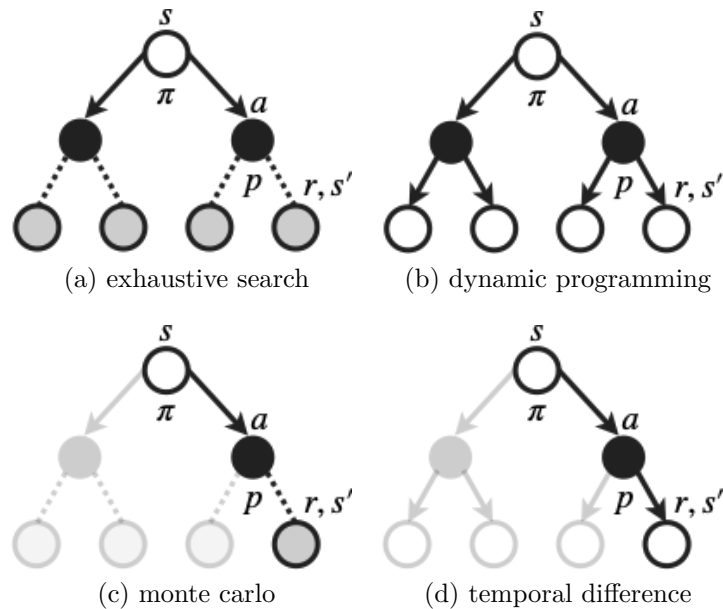 s
π
a
p
r, s′
(a) exhaustive search
s
π
a
p
r, s′
(b) dynamic programming
s
π
a
p
r, s′
(c) monte carlo
s
π
a
p
r, s′
(d) temporal difference